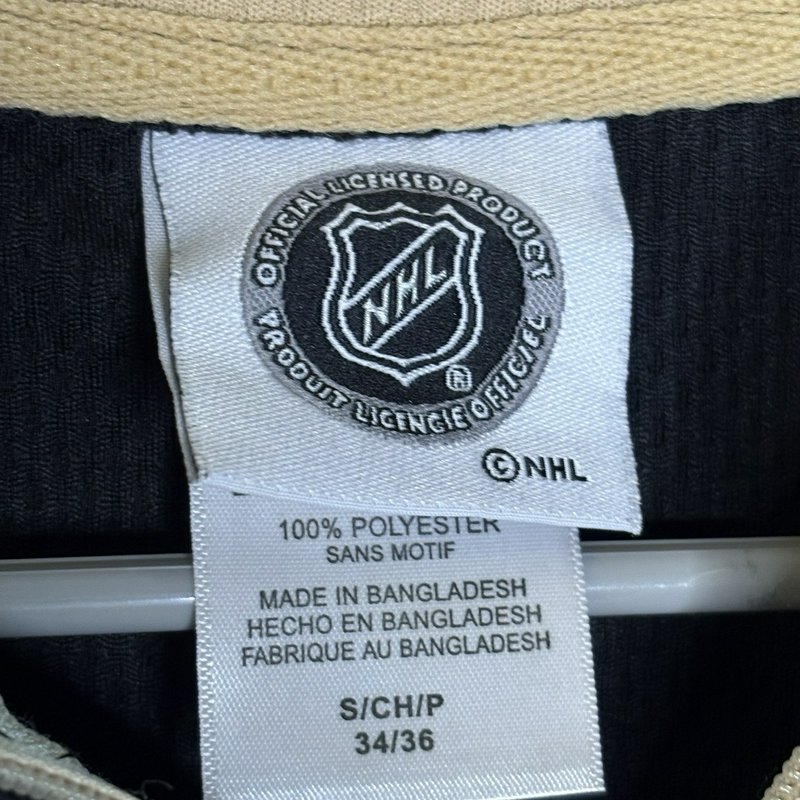 OFFICIAL LICENSED PRODUCT
NHL
®
PRODUIT LICENCIE OFFICIEL
© NHL
100% POLYESTER
SANS MOTIF
MADE IN BANGLADESH
HECHO EN BANGLADESH
FABRIQUE AU BANGLADESH
S/CH/P
34/36